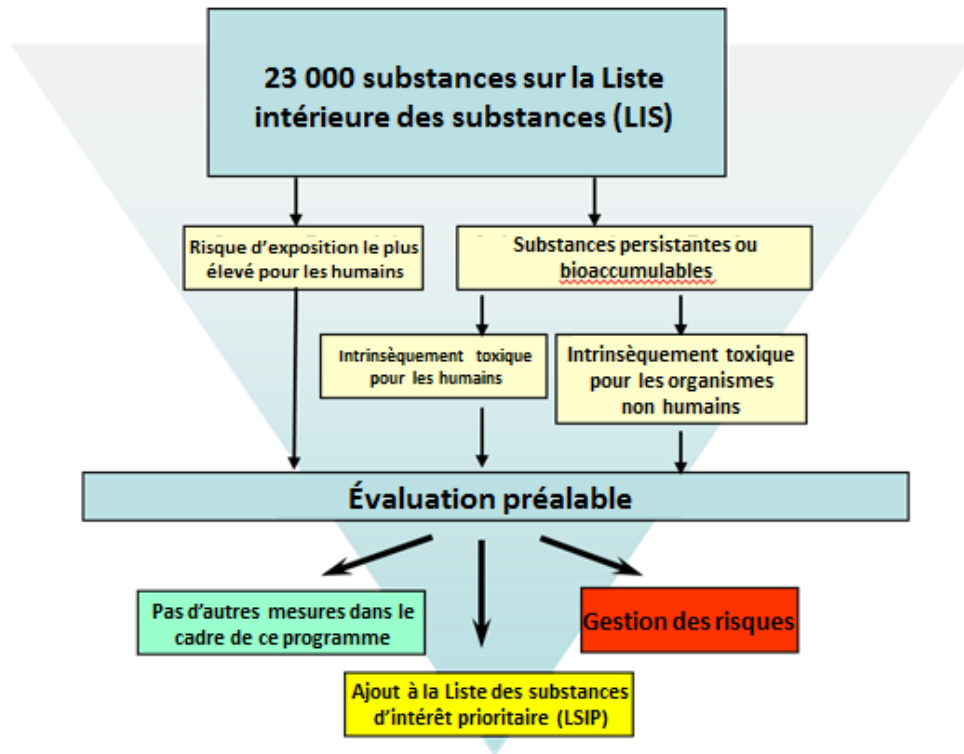 23 000 substances sur la Liste
intérieure des substances (LIS)
Risque d'exposition le plus
élevé pour les humains
Substances persistantes ou
bioaccumulables
Intrinsèquement toxique
pour les humains
Intrinsèquement toxique
pour les organismes
non humains
Évaluation préalable
Pas d'autres mesures dans le
cadre de ce programme
Gestion des risques
Ajout à la Liste des substances
d'intérêt prioritaire (LSIP)